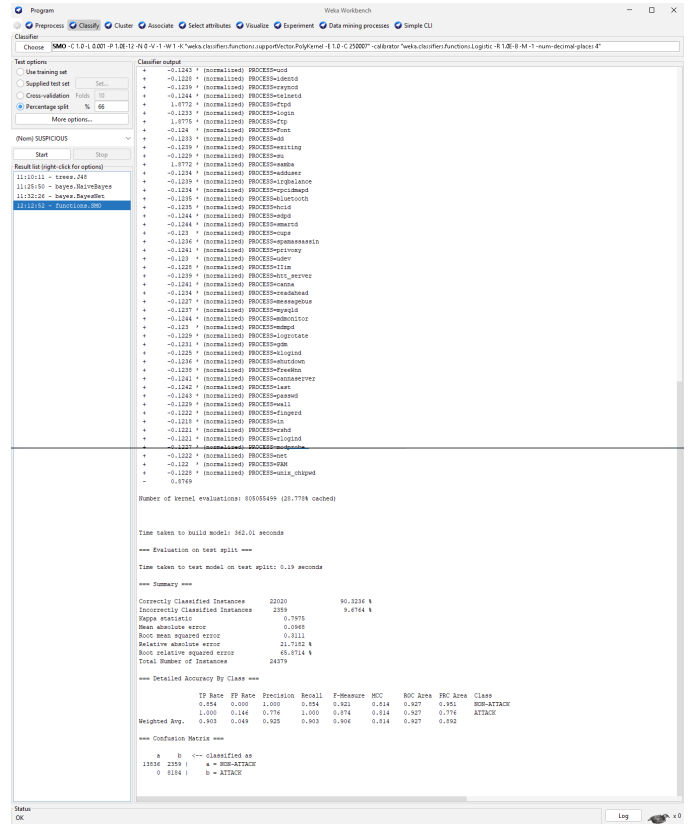 Program
Weka Workbench
Preprocess Classify Cluster Associate Select attributes Visualize Experiment Data mining processes Simple CLI
Classifier
Choose SMO -C 1.0 -L 0.001 -P 1.0E-12 -N 0 -V -1 -W 1 -K "weka.classifiers.functions.supportVector.PolyKernel -E 1.0 -C 250007" -calibrator "weka.classifiers.functions.Logistic -R 1.0E-8 -M -1 -num-decimal-places 4"
Test options
Use training set
Supplied test set Set...
Cross-validation Folds 10
Percentage split % 66
More options...
(Nom) SUSPICIOUS
Start Stop
Result list (right-click for options)
11:10:11 - trees.J48
11:25:50 - bayes.NaiveBayes
11:32:26 - bayes.BayesNet
12:12:52 - functions.SMO
Classifier output
+ -0.1243 * (normalized) PROCESS=ucd
+ -0.1228 * (normalized) PROCESS=identd
+ -0.1239 * (normalized) PROCESS=rsyncd
+ -0.1244 * (normalized) PROCESS=telnetd
+ 1.8772 * (normalized) PROCESS=ftpd
+ -0.1233 * (normalized) PROCESS=login
+ 1.8775 * (normalized) PROCESS=ftp
+ -0.124 * (normalized) PROCESS=Font
+ -0.1233 * (normalized) PROCESS=dd
+ -0.1239 * (normalized) PROCESS=exiting
+ -0.1229 * (normalized) PROCESS=su
+ 1.8772 * (normalized) PROCESS=samba
+ -0.1234 * (normalized) PROCESS=adduser
+ -0.1239 * (normalized) PROCESS=irqbalance
+ -0.1234 * (normalized) PROCESS=rpcidmapd
+ -0.1235 * (normalized) PROCESS=bluetooth
+ -0.1235 * (normalized) PROCESS=hcid
+ -0.1244 * (normalized) PROCESS=sdpd
+ -0.1244 * (normalized) PROCESS=smartd
+ -0.123 * (normalized) PROCESS=cups
+ -0.1236 * (normalized) PROCESS=spamassassin
+ -0.1241 * (normalized) PROCESS=privoxy
+ -0.123 * (normalized) PROCESS=udev
+ -0.1228 * (normalized) PROCESS=IIim
+ -0.1239 * (normalized) PROCESS=htt_server
+ -0.1241 * (normalized) PROCESS=canna
+ -0.1234 * (normalized) PROCESS=readahead
+ -0.1227 * (normalized) PROCESS=messagebus
+ -0.1237 * (normalized) PROCESS=mysqld
+ -0.1244 * (normalized) PROCESS=mdmonitor
+ -0.123 * (normalized) PROCESS=mdmpd
+ -0.1229 * (normalized) PROCESS=logrotate
+ -0.1231 * (normalized) PROCESS=gdm
+ -0.1225 * (normalized) PROCESS=klogind
+ -0.1236 * (normalized) PROCESS=shutdown
+ -0.1238 * (normalized) PROCESS=FreeWnn
+ -0.1241 * (normalized) PROCESS=cannaserver
+ -0.1242 * (normalized) PROCESS=last
+ -0.1243 * (normalized) PROCESS=passwd
+ -0.1229 * (normalized) PROCESS=wall
+ -0.1222 * (normalized) PROCESS=fingerd
+ -0.1218 * (normalized) PROCESS=in
+ -0.1221 * (normalized) PROCESS=rshd
+ -0.1221 * (normalized) PROCESS=rlogind
+ -0.1227 * (normalized) PROCESS=modprobe
+ -0.1222 * (normalized) PROCESS=net
+ -0.122 * (normalized) PROCESS=PAM
+ -0.1228 * (normalized) PROCESS=unix_chkpwd
- 0.8769
Number of kernel evaluations: 805055499 (28.778% cached)
Time taken to build model: 362.01 seconds
=== Evaluation on test split ===
Time taken to test model on test split: 0.19 seconds
=== Summary ===
Correctly Classified Instances 22020 90.3236 %
Incorrectly Classified Instances 2359 9.6764 %
Kappa statistic 0.7975
Mean absolute error 0.0968
Root mean squared error 0.3111
Relative absolute error 21.7182 %
Root relative squared error 65.8714 %
Total Number of Instances 24379
=== Detailed Accuracy By Class ===
TP Rate FP Rate Precision Recall F-Measure MCC ROC Area PRC Area Class
0.854 0.000 1.000 0.854 0.921 0.814 0.927 0.951 NON-ATTACK
1.000 0.146 0.776 1.000 0.874 0.814 0.927 0.776 ATTACK
Weighted Avg. 0.903 0.049 0.925 0.903 0.906 0.814 0.927 0.892
=== Confusion Matrix ===
a b <-- classified as
13836 2359 | a = NON-ATTACK
0 8184 | b = ATTACK
Status
OK
Log x 0